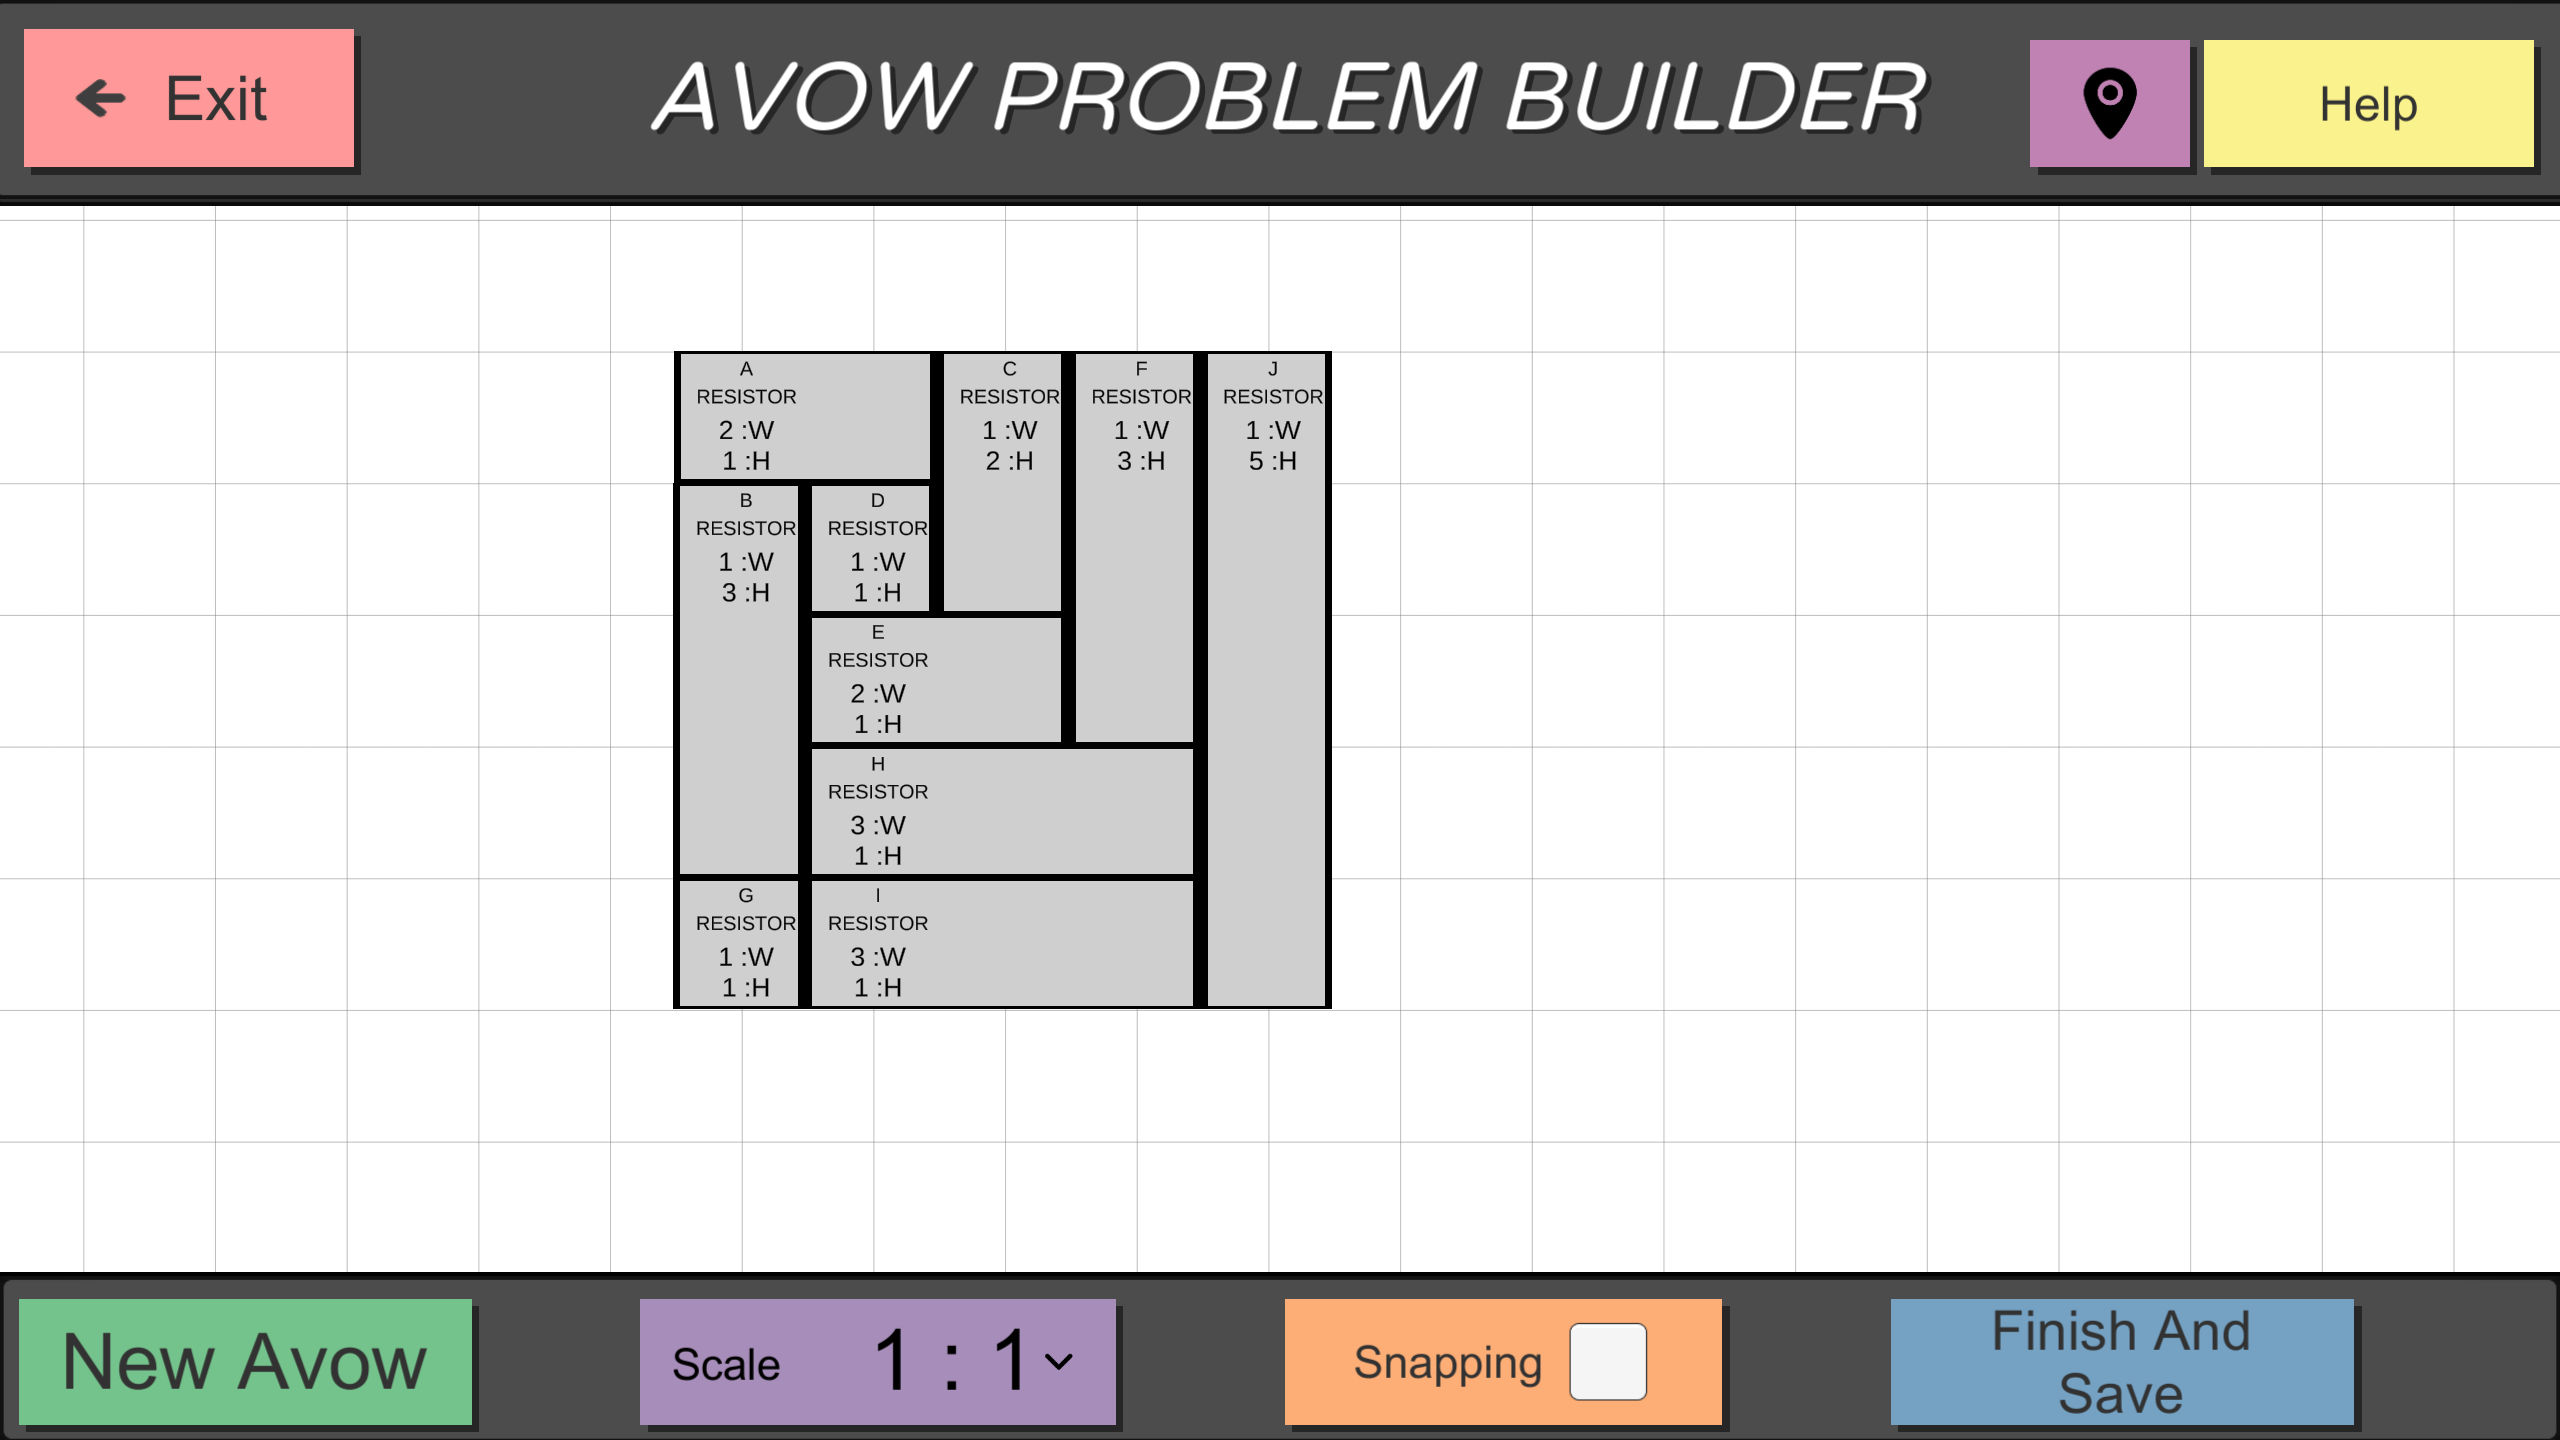 Exit
AVOW PROBLEM BUILDER
Help
A
RESISTOR
2 :W
1 :H
C
RESISTOR
1 :W
2 :H
F
RESISTOR
1 :W
3 :H
J
RESISTOR
1 :W
5 :H
B
RESISTOR
1 :W
3 :H
D
RESISTOR
1 :W
1 :H
E
RESISTOR
2 :W
1 :H
H
RESISTOR
3 :W
1 :H
G
RESISTOR
1 :W
1 :H
I
RESISTOR
3 :W
1 :H
New Avow
Scale 1 : 1
Snapping
Finish And
Save